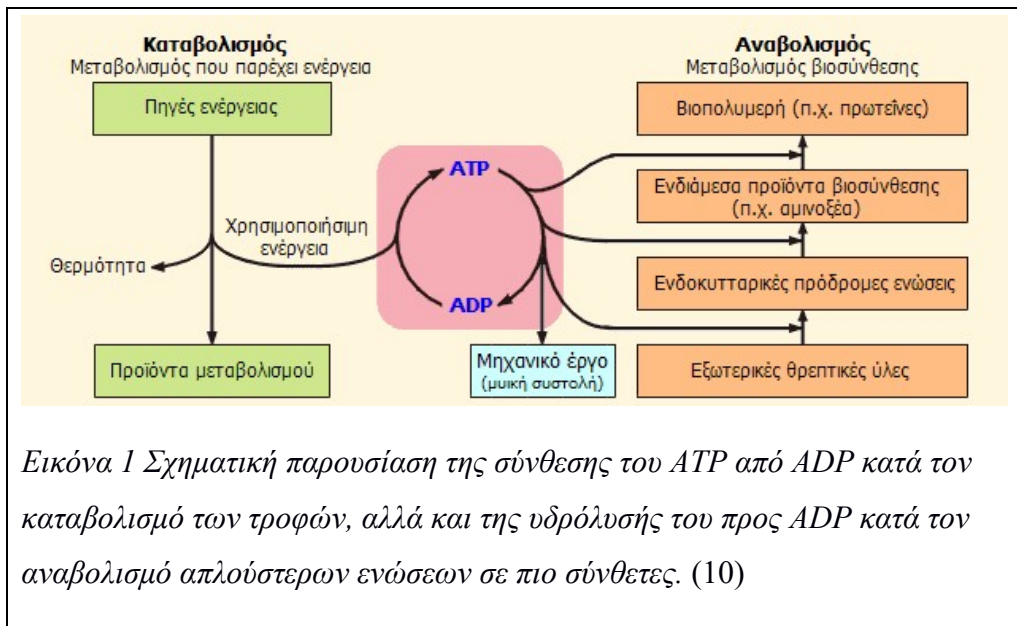 Καταβολισμός
Μεταβολισμός που παρέχει ενέργεια
Πηγές ενέργειας
Χρησιμοποιήσιμη
ενέργεια
Θερμότητα
Προϊόντα μεταβολισμού
ATP
ADP
Μηχανικό έργο
(μυική συστολή)
Αναβολισμός
Μεταβολισμός βιοσύνθεσης
Βιοπολυμερή (π.χ. πρωτεΐνες)
Ενδιάμεσα προϊόντα βιοσύνθεσης
(π.χ. αμινοξέα)
Ενδοκυτταρικές πρόδρομες ενώσεις
Εξωτερικές θρεπτικές ύλες
Εικόνα 1 Σχηματική παρουσίαση της σύνθεσης του ATP από ADP κατά τον
καταβολισμό των τροφών, αλλά και της υδρόλυσής του προς ADP κατά τον
αναβολισμό απλούστερων ενώσεων σε πιο σύνθετες. (10)